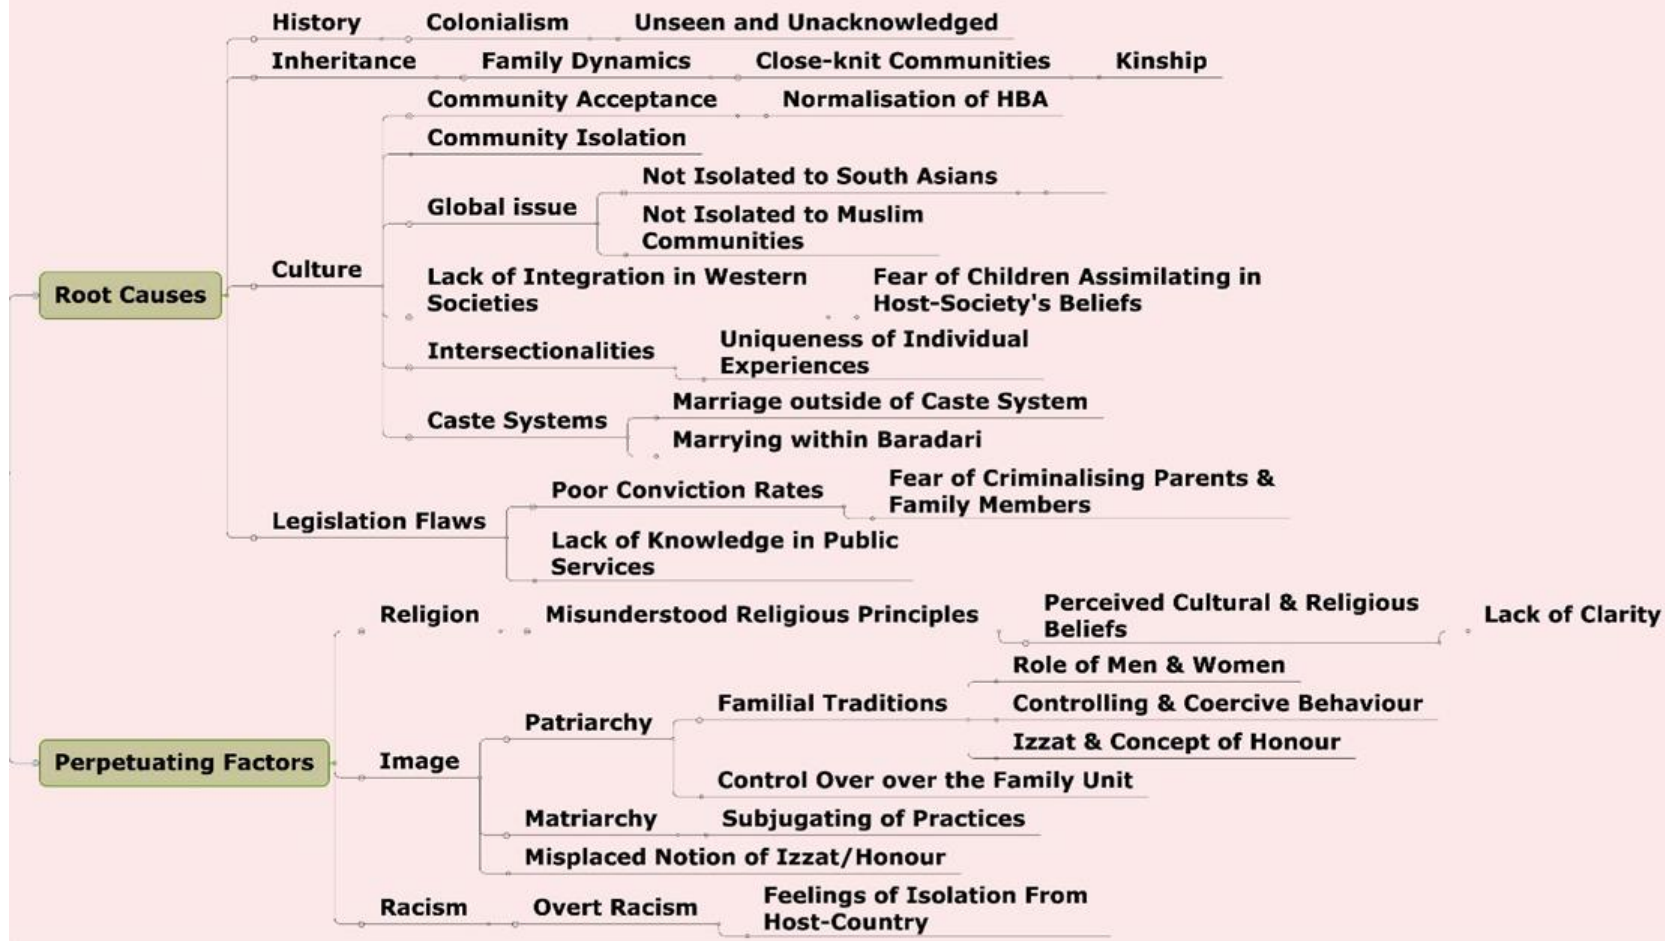 History Colonialism Unseen and Unacknowledged
Inheritance Family Dynamics Close-knit Communities Kinship
Community Acceptance Normalisation of HBA
Community Isolation
Not Isolated to South Asians
Global issue
Not Isolated to Muslim
Communities
Culture
Lack of Integration in Western
Societies
Fear of Children Assimilating in
Host-Society's Beliefs
Root Causes
Intersectionalities
Uniqueness of Individual
Experiences
Caste Systems
Marriage outside of Caste System
Marrying within Baradari
Legislation Flaws
Poor Conviction Rates
Fear of Criminalising Parents &
Family Members
Lack of Knowledge in Public
Services
Religion Misunderstood Religious Principles
Perceived Cultural & Religious
Beliefs
Lack of Clarity
Perpetuating Factors
Image
Patriarchy
Familial Traditions
Role of Men & Women
Controlling & Coercive Behaviour
Izzat & Concept of Honour
Control Over over the Family Unit
Matriarchy Subjugating of Practices
Misplaced Notion of Izzat/Honour
Racism Overt Racism
Feelings of Isolation From
Host-Country